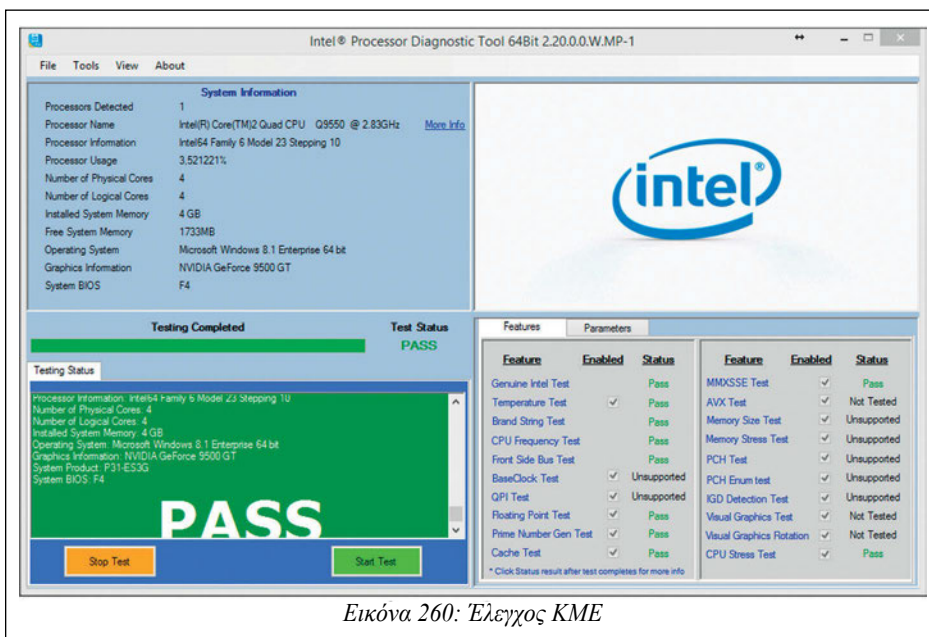 Intel® Processor Diagnostic Tool 64Bit 2.20.0.0.W.MP-1
File Tools View About
System Information
Processors Detected 1
Processor Name Intel(R) Core(TM)2 Quad CPU Q9550 @ 2.83GHz More Info
Processor Information Intel64 Family 6 Model 23 Stepping 10
Processor Usage 3,521221%
Number of Physical Cores 4
Number of Logical Cores 4
Installed System Memory 4 GB
Free System Memory 1733MB
Operating System Microsoft Windows 8.1 Enterprise 64 bit
Graphics Information NVIDIA GeForce 9500 GT
System BIOS F4
intel®
Testing Completed Test Status
PASS
Testing Status
Processor Information: Intel64 Family 6 Model 23 Stepping 10
Number of Physical Cores: 4
Number of Logical Cores: 4
Installed System Memory: 4 GB
Operating System: Microsoft Windows 8.1 Enterprise 64 bit
Graphics Information: NVIDIA GeForce 9500 GT
System Product: P31-ES3G
System BIOS: F4
PASS
Stop Test Start Test
Features Parameters
Feature Enabled Status
Genuine Intel Test Pass
Temperature Test Pass
Brand String Test Pass
CPU Frequency Test Pass
Front Side Bus Test Pass
BaseClock Test Unsupported
QPI Test Unsupported
Floating Point Test Pass
Prime Number Gen Test Pass
Cache Test Pass
* Click Status result after test completes for more info
Feature Enabled Status
MMXSSE Test Pass
AVX Test Not Tested
Memory Size Test Unsupported
Memory Stress Test Unsupported
PCH Test Unsupported
PCH Enum test Unsupported
IGD Detection Test Unsupported
Visual Graphics Test Not Tested
Visual Graphics Rotation Not Tested
CPU Stress Test Pass
Εικόνα 260: Έλεγχος ΚΜΕ